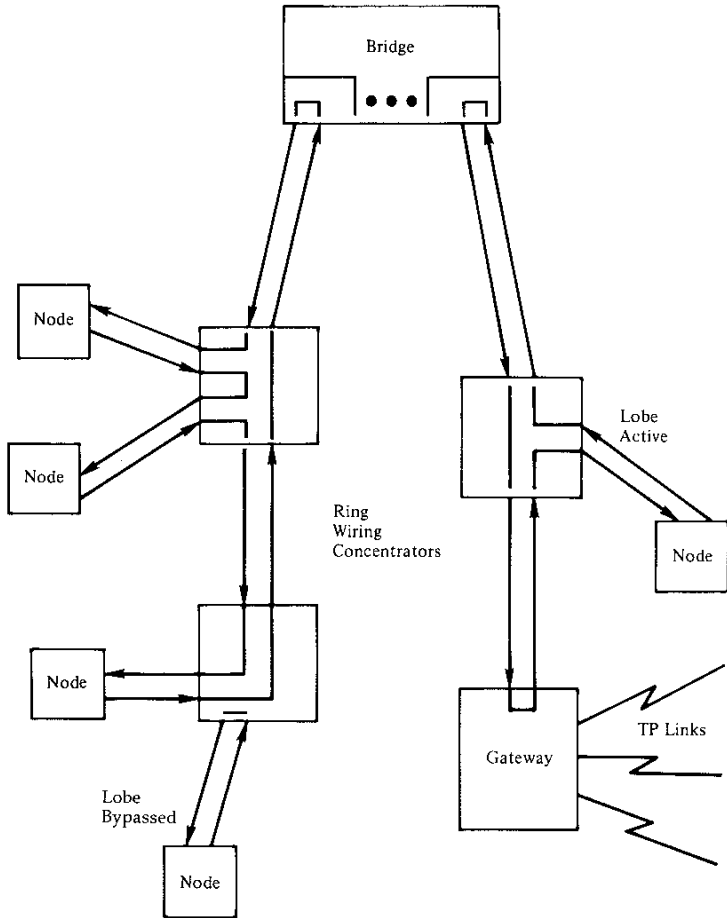 Bridge
Node
Node
Lobe
Active
Ring
Wiring
Concentrators
Node
Node
TP Links
Gateway
Lobe
Bypassed
Node